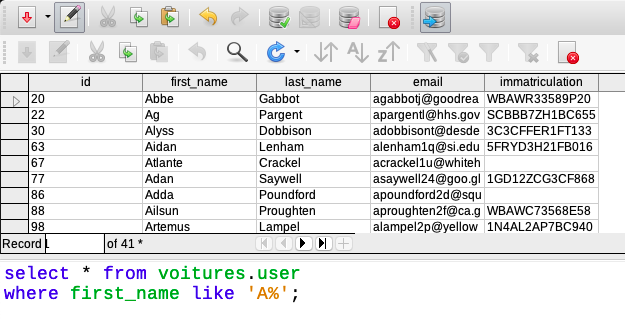 id first_name last_name email immatriculation
20 Abbe Gabbot agabbotj@goodrea WBAWR33589P20
22 Ag Pargent apargentl@hhs.gov SCBBB7ZH1BC655
30 Alyss Dobbison adobbisont@desde 3C3CFFER1FT133
63 Aidan Lenham alenham1q@si.edu 5FRYD3H21FB016
67 Atlante Crackel acrackel1u@whiteh
77 Adan Saywell asaywell24@goo.gl 1GD12ZCG3CF868
86 Adda Poundford apoundford2d@squ
88 Ailsun Proughten aproughten2f@ca.g WBAWC73568E58
98 Artemus Lampel alampel2p@yellow 1N4AL2AP7BC940
Record 1 of 41 *
select * from voitures.user
where first_name like 'A%';